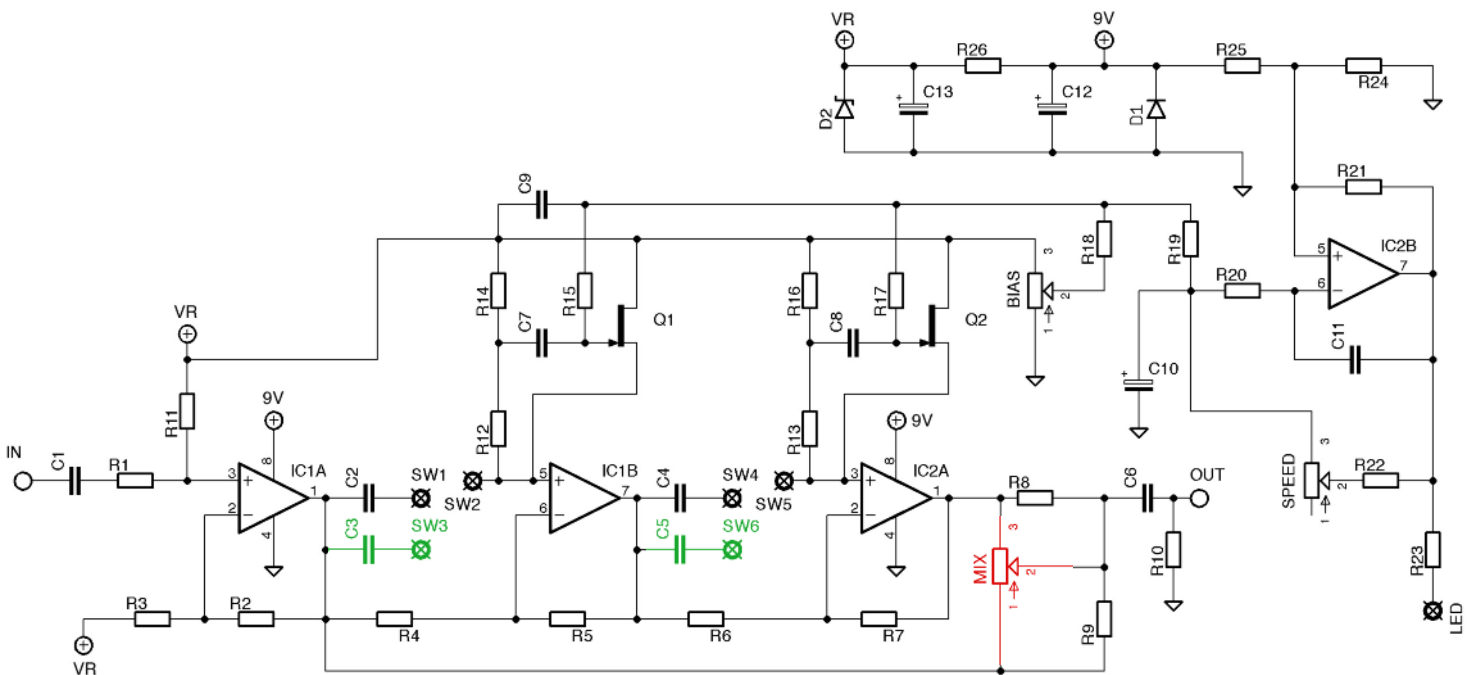 VR
9V
R26
R25
R24
D2
+
C13
+
C12
D1
R21
C9
5
+
IC2B
7
6
−
R14
R15
R16
R17
3
BIAS
2
1
R18
R19
R20
C7
Q1
C8
Q2
C11
VR
+
C10
R11
9V
R12
R13
9V
3
SPEED
2
1
R22
IN
C1
R1
3
+
8
IC1A
1
2
−
4
C2
SW1
SW2
C3
SW3
5
+
IC1B
7
6
−
C4
SW4
SW5
C5
SW6
3
+
8
IC2A
1
2
−
4
R8
C6
OUT
MIX
3
2
1
R10
R23
R3
R2
R4
R5
R6
R7
R9
LED
VR